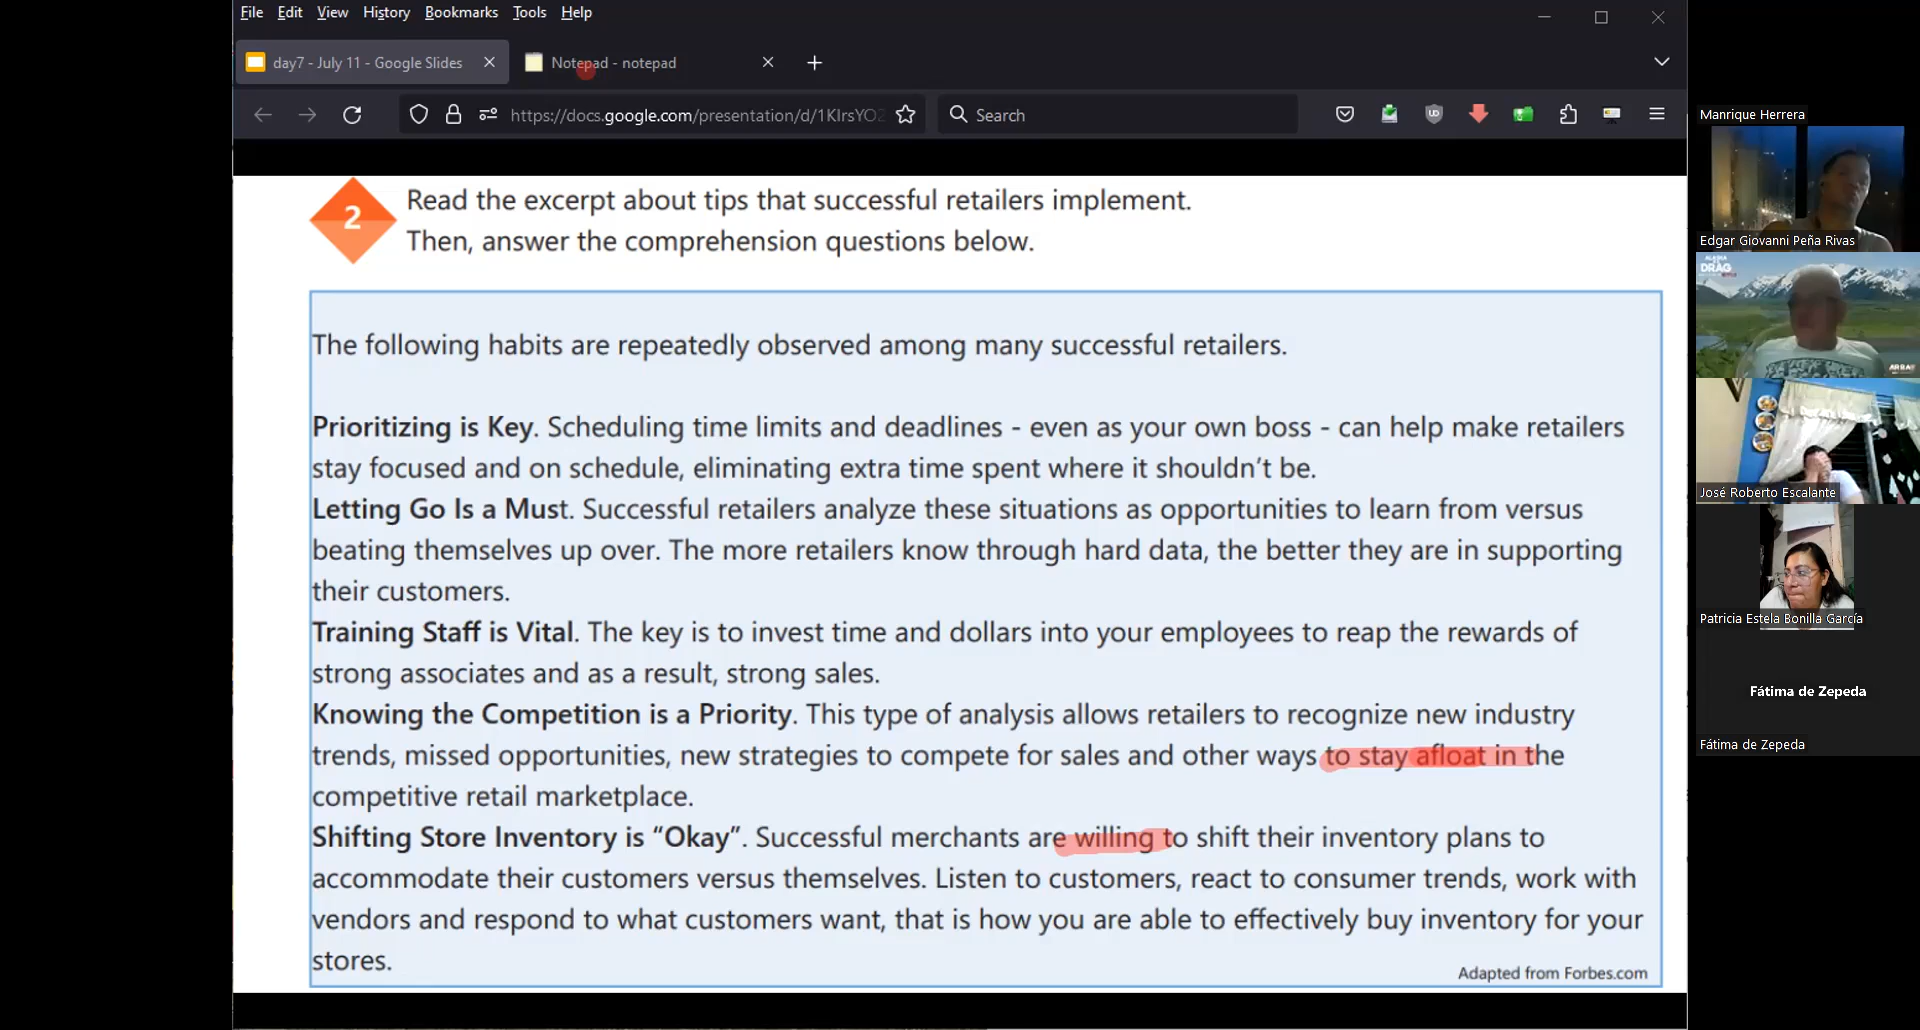 File Edit View History Bookmarks Tools Help
day7 - July 11 - Google Slides
Notepad - notepad
https://docs.google.com/presentation/d/1KIrsYO
Search
2
Read the excerpt about tips that successful retailers implement.
Then, answer the comprehension questions below.
The following habits are repeatedly observed among many successful retailers.
Prioritizing is Key. Scheduling time limits and deadlines - even as your own boss - can help make retailers
stay focused and on schedule, eliminating extra time spent where it shouldn't be.
Letting Go Is a Must. Successful retailers analyze these situations as opportunities to learn from versus
beating themselves up over. The more retailers know through hard data, the better they are in supporting
their customers.
Training Staff is Vital. The key is to invest time and dollars into your employees to reap the rewards of
strong associates and as a result, strong sales.
Knowing the Competition is a Priority. This type of analysis allows retailers to recognize new industry
trends, missed opportunities, new strategies to compete for sales and other ways to stay afloat in the
competitive retail marketplace.
Shifting Store Inventory is “Okay”. Successful merchants are willing to shift their inventory plans to
accommodate their customers versus themselves. Listen to customers, react to consumer trends, work with
vendors and respond to what customers want, that is how you are able to effectively buy inventory for your
stores.
Adapted from Forbes.com
Manrique Herrera
Edgar Giovanni Peña Rivas
ALASKA
DRAG
José Roberto Escalante
Patricia Estela Bonilla García
Fátima de Zepeda
Fátima de Zepeda